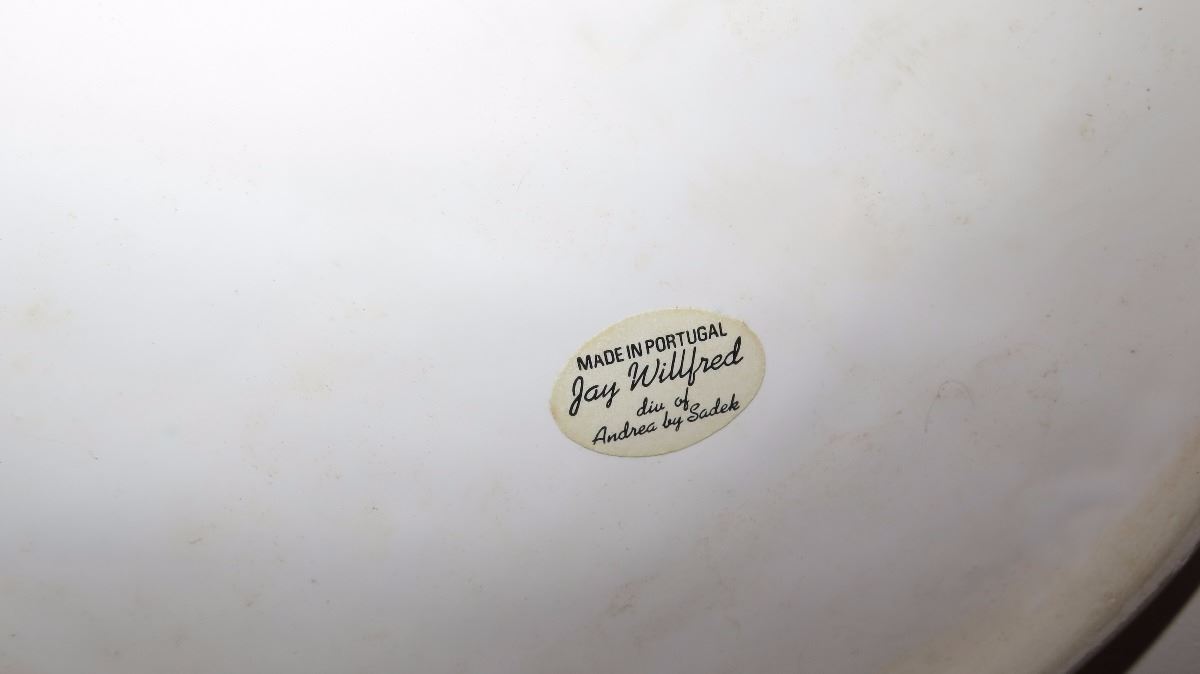 MADE IN PORTUGAL
Jay Willfred
div of
Andrea by Sadek